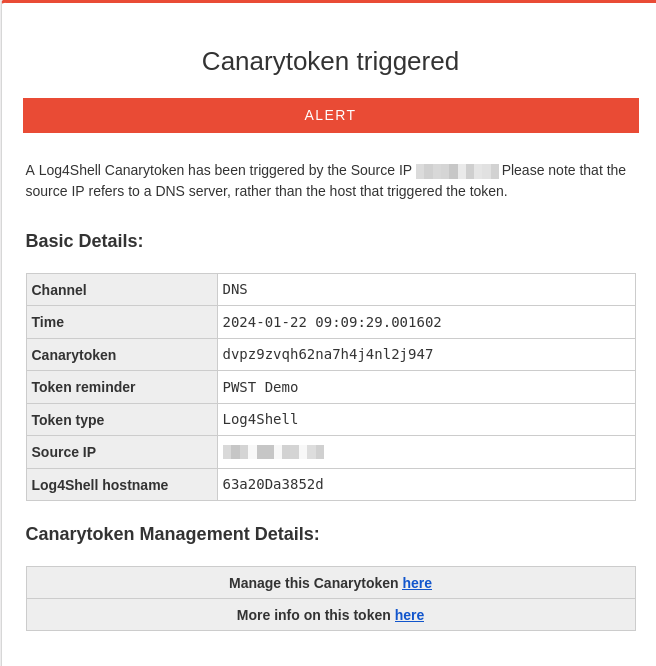 Canarytoken triggered
ALERT
A Log4Shell Canarytoken has been triggered by the Source IP Please note that the
source IP refers to a DNS server, rather than the host that triggered the token.
Basic Details:
Channel DNS
Time 2024-01-22 09:09:29.001602
Canarytoken dvpz9zvqh62na7h4j4nl2j947
Token reminder PWST Demo
Token type Log4Shell
Source IP
Log4Shell hostname 63a20Da3852d
Canarytoken Management Details:
Manage this Canarytoken here
More info on this token here